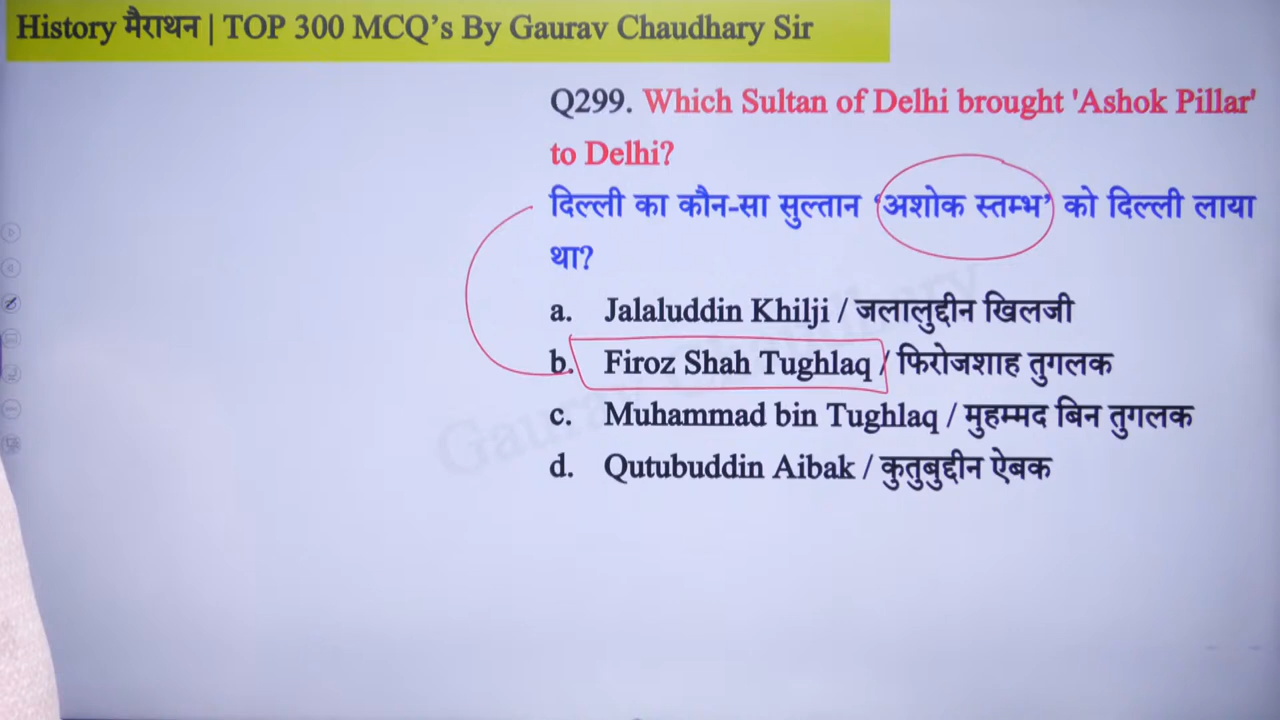 History मैराथन | TOP 300 MCQ’s By Gaurav Chaudhary Sir
Q299. Which Sultan of Delhi brought 'Ashok Pillar'
to Delhi?
दिल्ली का कौन-सा सुल्तान ‘अशोक स्तम्भ’ को दिल्ली लाया
था?
a. Jalaluddin Khilji / जलालुद्दीन खिलजी
b. Firoz Shah Tughlaq / फिरोजशाह तुगलक
c. Muhammad bin Tughlaq / मुहम्मद बिन तुगलक
d. Qutubuddin Aibak / कुतुबुद्दीन ऐबक
Gaurav Chaudhary